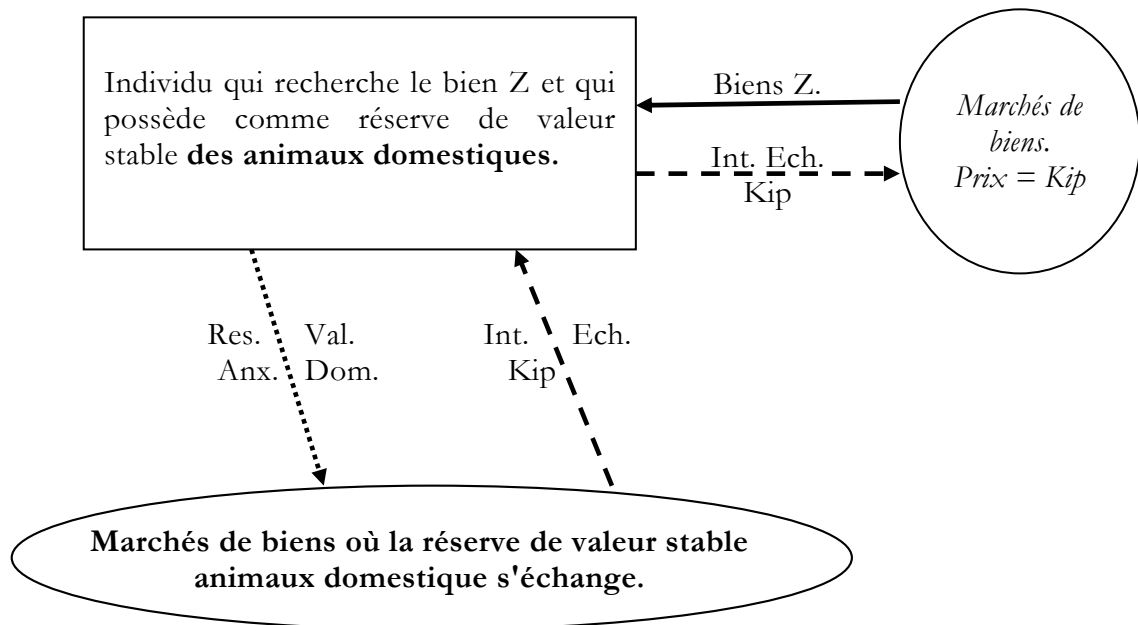 Individu qui recherche le bien Z et qui
possède comme réserve de valeur
stable des animaux domestiques.
Biens Z.
Int. Ech.
Kip
Marchés de
biens.
Prix = Kip
Res. Val.
Anx. Dom.
Int. Ech.
Kip
Marchés de biens où la réserve de valeur stable
animaux domestique s'échange.